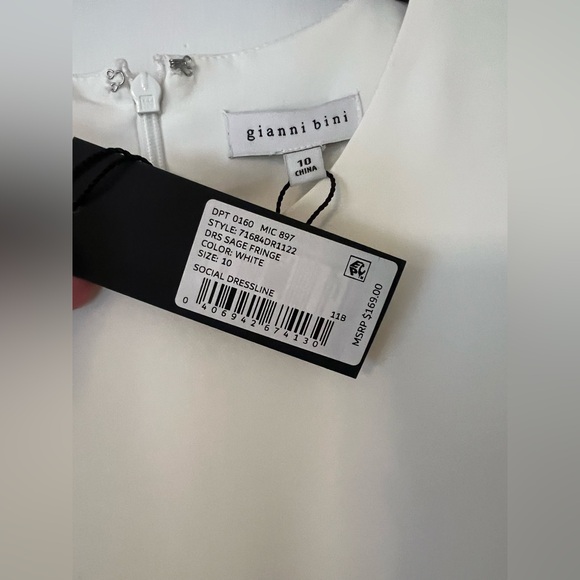 gianni bini
10
CHINA
DPT 0160 MIC 897
STYLE: 71684DR1122
DRS SAGE FRINGE
COLOR: WHITE
SIZE: 10
SOCIAL DRESSLINE
118
0 406942 674130
MSRP $169.00